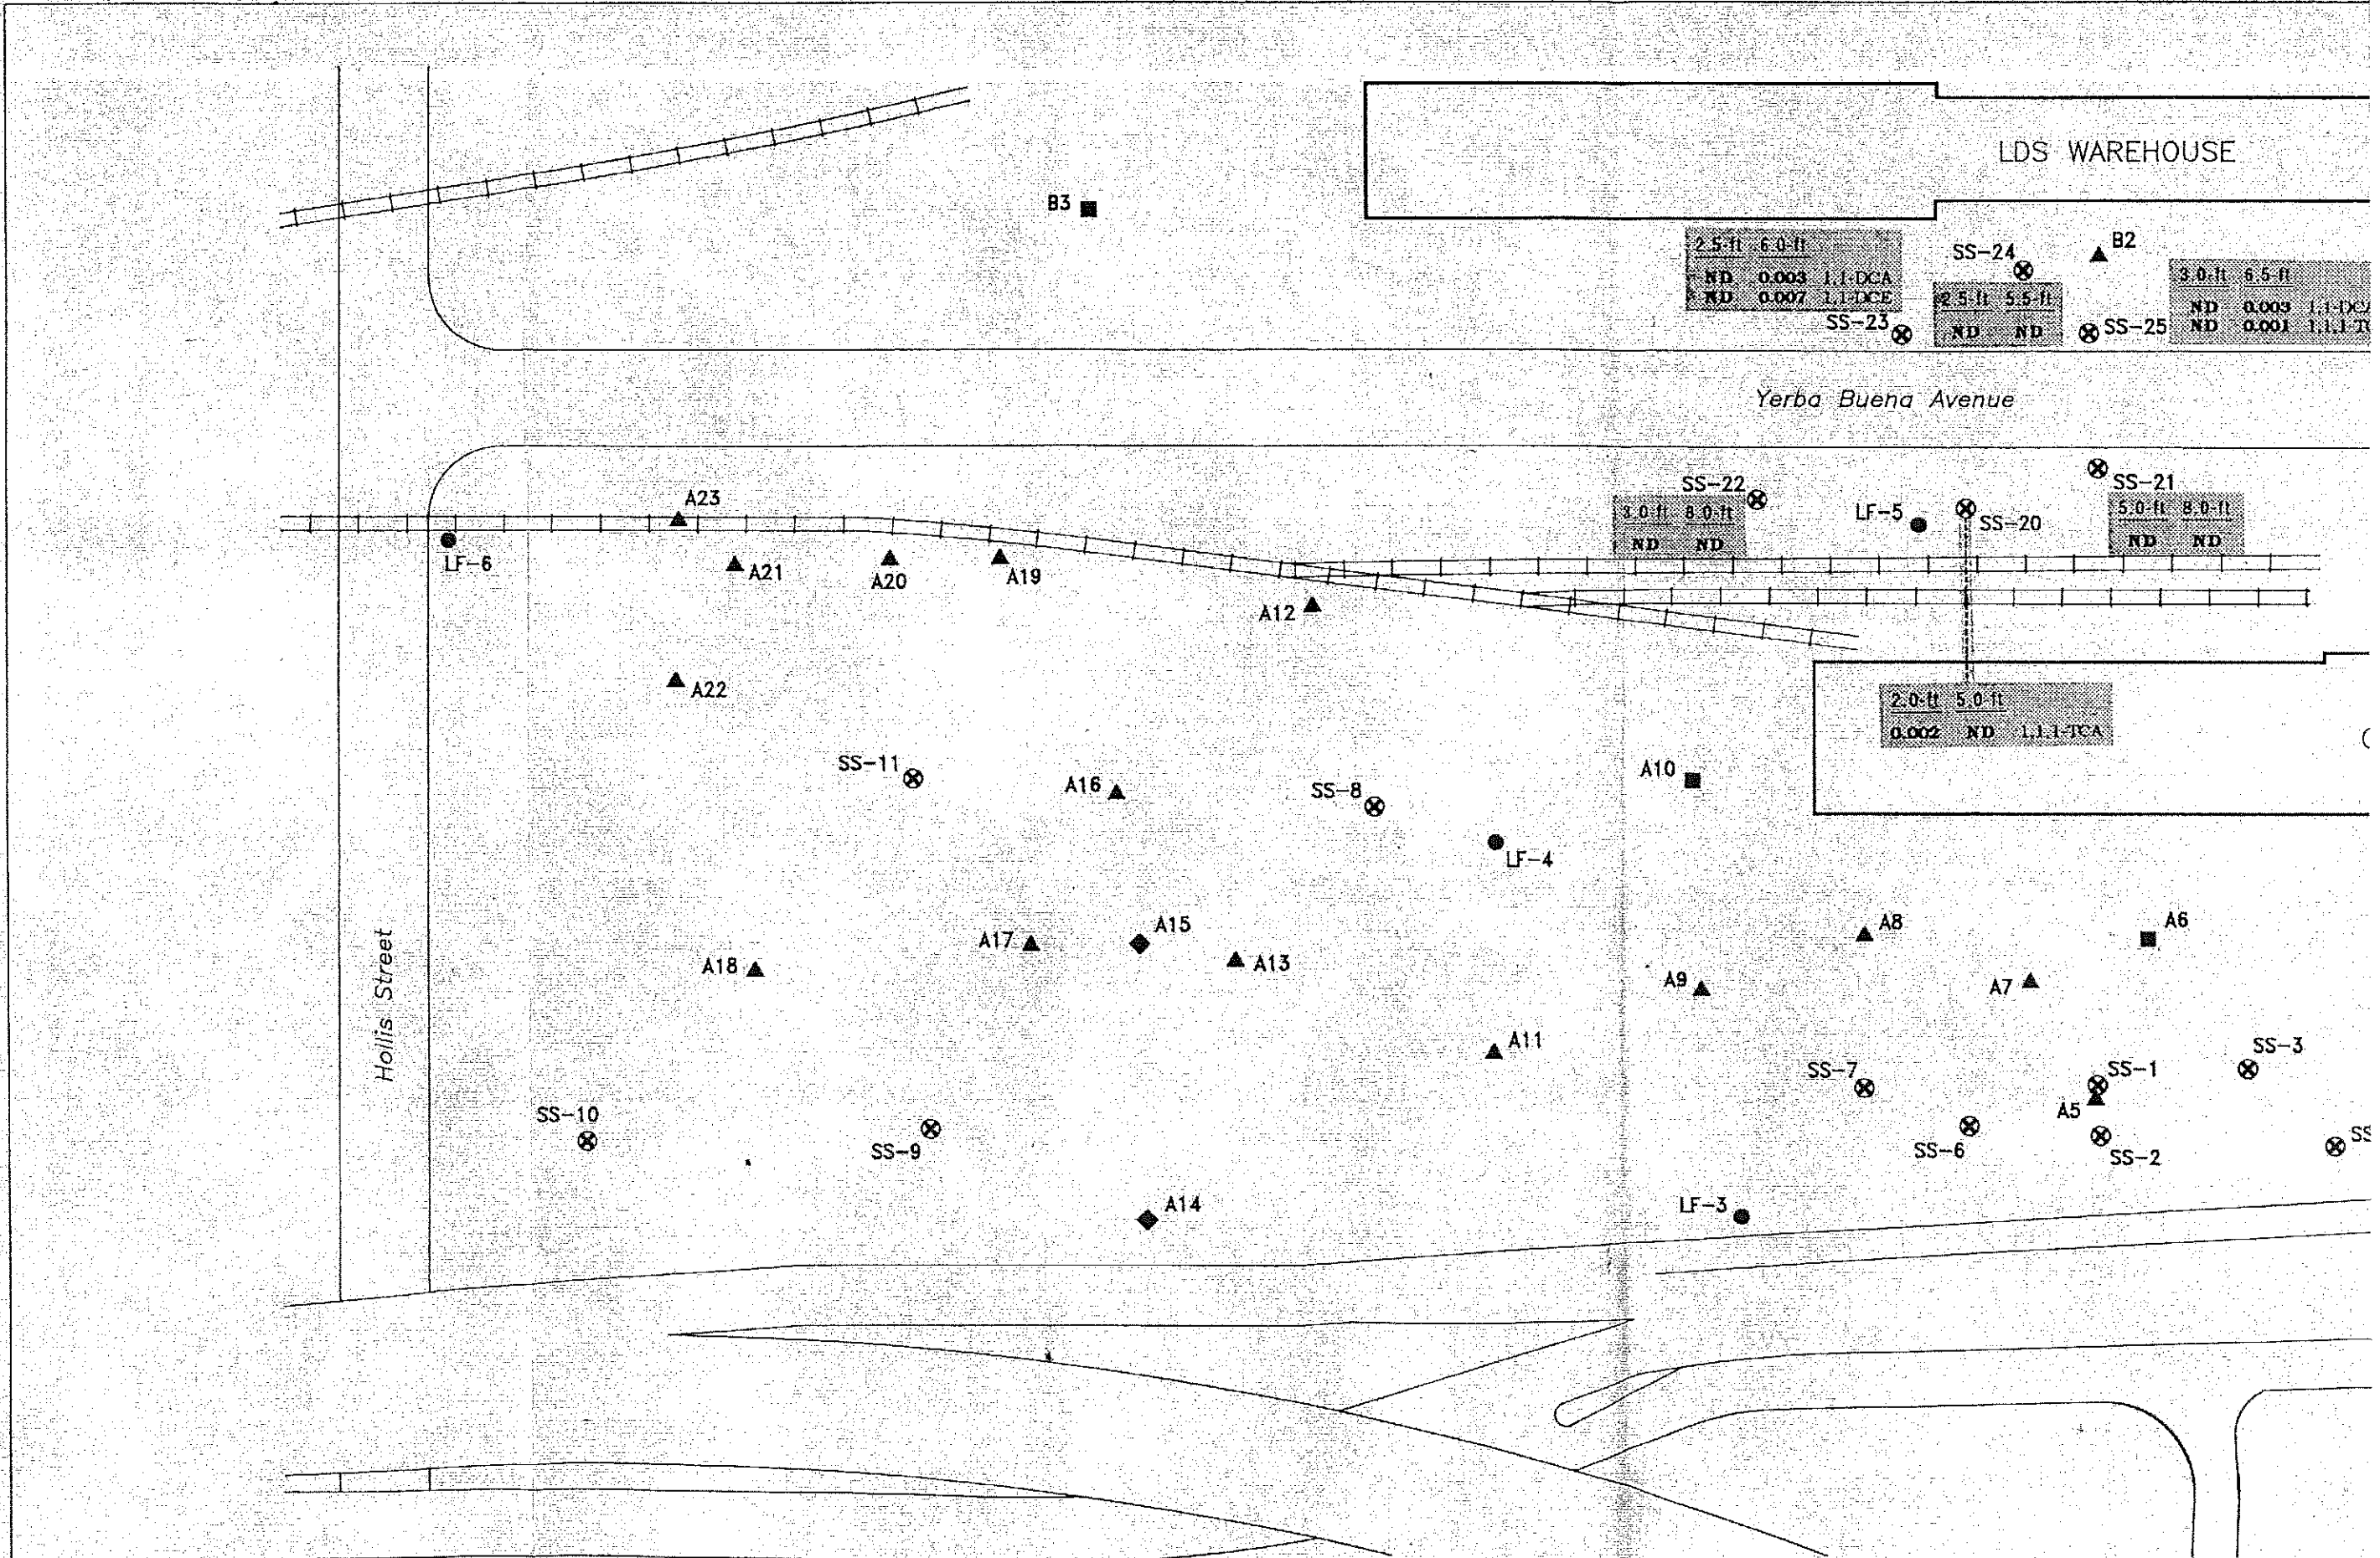 LDS WAREHOUSE
B3
2.5-ft 6.0-ft
ND 0.003 1,1-DCA
ND 0.007 1,1-DCE
SS-23
SS-24
2.5-ft 5.5-ft
ND ND
B2
3.0-ft 6.5-ft
ND 0.003
ND 0.001
SS-25
Yerba Buena Avenue
SS-22
3.0-ft 8.0-ft
ND ND
LF-5
SS-20
SS-21
5.0-ft 8.0-ft
ND ND
A23
LF-6
A21
A20
A19
A12
A22
2.0-ft 5.0-ft
0.002 ND 1,1,1-TCA
SS-11
A16
SS-8
A10
LF-4
Hollis Street
A18
A17
A15
A13
A9
A8
A7
A6
A11
SS-10
SS-9
SS-7
SS-6
SS-1
A5
SS-2
SS-3
SS
A14
LF-3